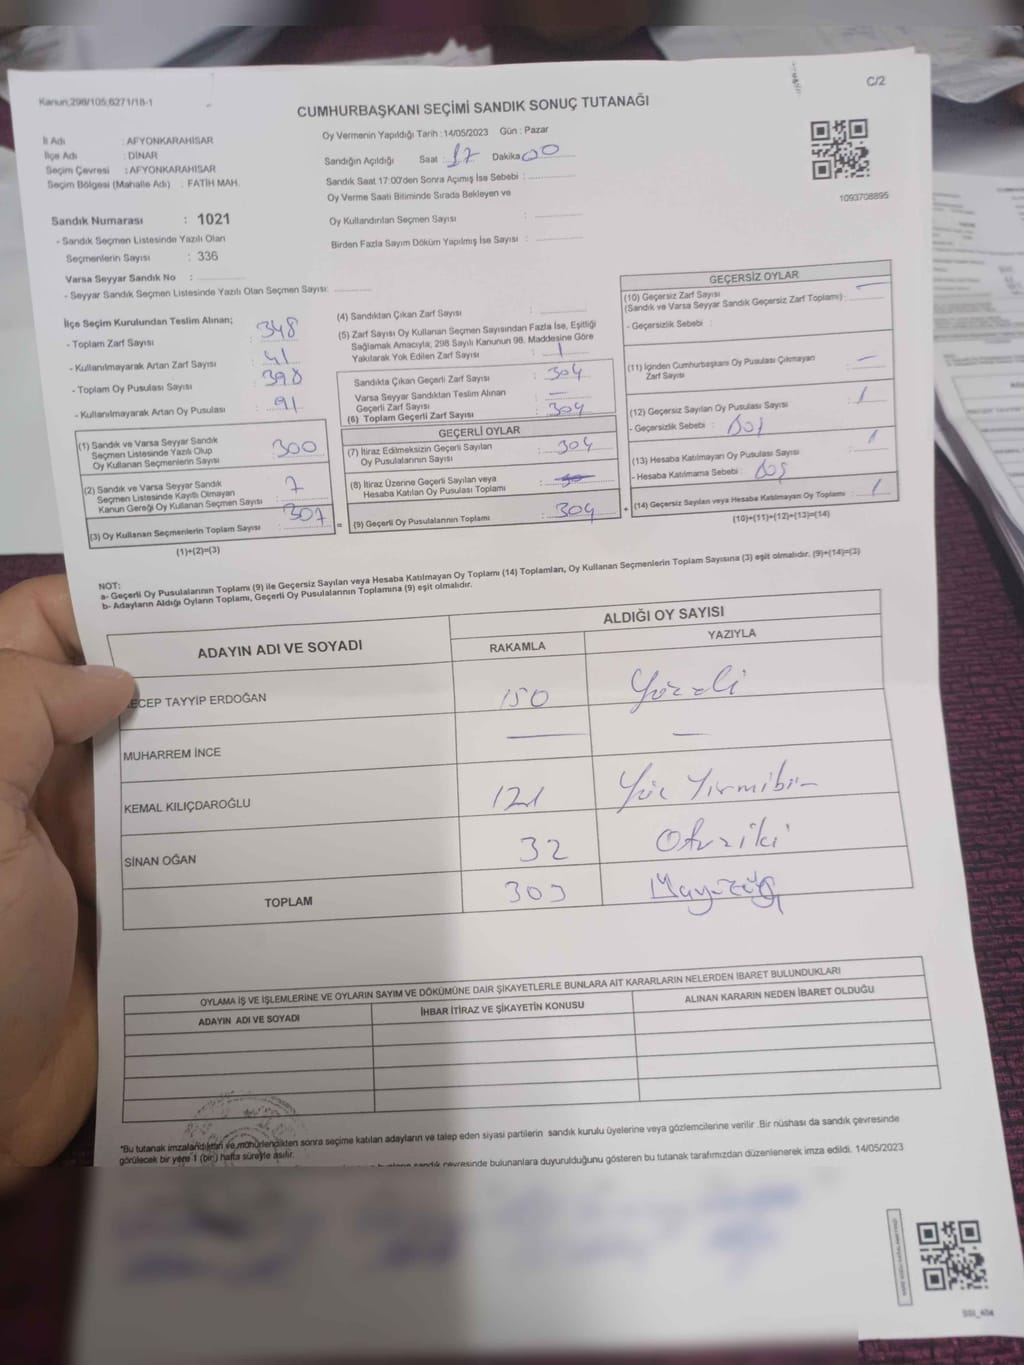 Kanun;298/105;6271/18-1
C/2
CUMHURBAŞKANI SEÇİMİ SANDIK SONUÇ TUTANAĞI
İl Adı : AFYONKARAHİSAR
İlçe Adı : DİNAR
Seçim Çevresi : AFYONKARAHİSAR
Seçim Bölgesi (Mahalle Adı) : FATİH MAH.
Oy Vermenin Yapıldığı Tarih :14/05/2023 Gün : Pazar
Sandığın Açıldığı Saat : 17 Dakika 00
Sandık Saat 17:00'den Sonra Açımış İse Sebebi :
Oy Verme Saati Bitiminde Sırada Bekleyen ve
Oy Kullandırılan Seçmen Sayısı :
Birden Fazla Sayım Döküm Yapılmış İse Sayısı :
1093708895
Sandık Numarası : 1021
- Sandık Seçmen Listesinde Yazılı Olan
Seçmenlerin Sayısı : 336
Varsa Seyyar Sandık No :
- Seyyar Sandık Seçmen Listesinde Yazılı Olan Seçmen Sayısı:
İlçe Seçim Kurulundan Teslim Alınan;
- Toplam Zarf Sayısı : 348
- Kullanılmayarak Artan Zarf Sayısı : 41
- Toplam Oy Pusulası Sayısı : 398
- Kullanılmayarak Artan Oy Pusulası : 91
(1) Sandık ve Varsa Seyyar Sandık
Seçmen Listesinde Yazılı Olup
Oy Kullanan Seçmenlerin Sayısı : 300
(2) Sandık ve Varsa Seyyar Sandık
Seçmen Listesinde Kayıtlı Olmayan
Kanun Gereği Oy Kullanan Seçmen Sayısı : 7
(3) Oy Kullanan Seçmenlerin Toplam Sayısı : 307
(1)+(2)=(3)
(4) Sandıktan Çıkan Zarf Sayısı :
(5) Zarf Sayısı Oy Kullanan Seçmen Sayısından Fazla İse, Eşitliği
Sağlamak Amacıyla; 298 Sayılı Kanunun 98. Maddesine Göre
Yakılarak Yok Edilen Zarf Sayısı : 1
Sandıkta Çıkan Geçerli Zarf Sayısı : 304
Varsa Seyyar Sandıktan Teslim Alınan
Geçerli Zarf Sayısı : —
(6) Toplam Geçerli Zarf Sayısı : 304
GEÇERLİ OYLAR
(7) İtiraz Edilmeksizin Geçerli Sayılan
Oy Pusulalarının Sayısı : 304
(8) İtiraz Üzerine Geçerli Sayılan veya
Hesaba Katılan Oy Pusulası Toplamı :
= (9) Geçerli Oy Pusulalarının Toplamı : 304
GEÇERSİZ OYLAR
(10) Geçersiz Zarf Sayısı
(Sandık ve Varsa Seyyar Sandık Geçersiz Zarf Toplamı) : —
- Geçersizlik Sebebi :
(11) İçinden Cumhurbaşkanı Oy Pusulası Çıkmayan
Zarf Sayısı : —
(12) Geçersiz Sayılan Oy Pusulası Sayısı : 1
- Geçersizlik Sebebi : Boş
(13) Hesaba Katılmayan Oy Pusulası Sayısı : 1
- Hesaba Katılmama Sebebi : Boş
+ (14) Geçersiz Sayılan veya Hesaba Katılmayan Oy Toplamı : 1
(10)+(11)+(12)+(13)=(14)
NOT:
a- Geçerli Oy Pusulalarının Toplamı (9) ile Geçersiz Sayılan veya Hesaba Katılmayan Oy Toplamı (14) Toplamları, Oy Kullanan Seçmenlerin Toplam Sayısına (3) eşit olmalıdır. (9)+(14)=(3)
b- Adayların Aldığı Oyların Toplamı, Geçerli Oy Pusulalarının Toplamına (9) eşit olmalıdır.
ADAYIN ADI VE SOYADI
ALDIĞI OY SAYISI
RAKAMLA YAZIYLA
ECEP TAYYİP ERDOĞAN 150 Yüzelli
MUHARREM İNCE — —
KEMAL KILIÇDAROĞLU 121 Yüz Yirmibir
SİNAN OĞAN 32 Otuziki
TOPLAM 303
OYLAMA İŞ VE İŞLEMLERİNE VE OYLARIN SAYIM VE DÖKÜMÜNE DAİR ŞİKAYETLERLE BUNLARA AİT KARARLARIN NELERDEN İBARET BULUNDUKLARI
ADAYIN ADI VE SOYADI İHBAR İTİRAZ VE ŞİKAYETİN KONUSU ALINAN KARARIN NEDEN İBARET OLDUĞU
*Bu tutanak imzalandıktan ve mühürlendikten sonra seçime katılan adayların ve talep eden siyasi partilerin sandık kurulu üyelerine veya gözlemcilerine verilir .Bir nüshası da sandık çevresinde
görülecek bir yere 1 (bir) hafta süreyle asılır.
sandık çevresinde bulunanlara duyurulduğunu gösteren bu tutanak tarafımızdan düzenlenerek imza edildi. 14/05/2023